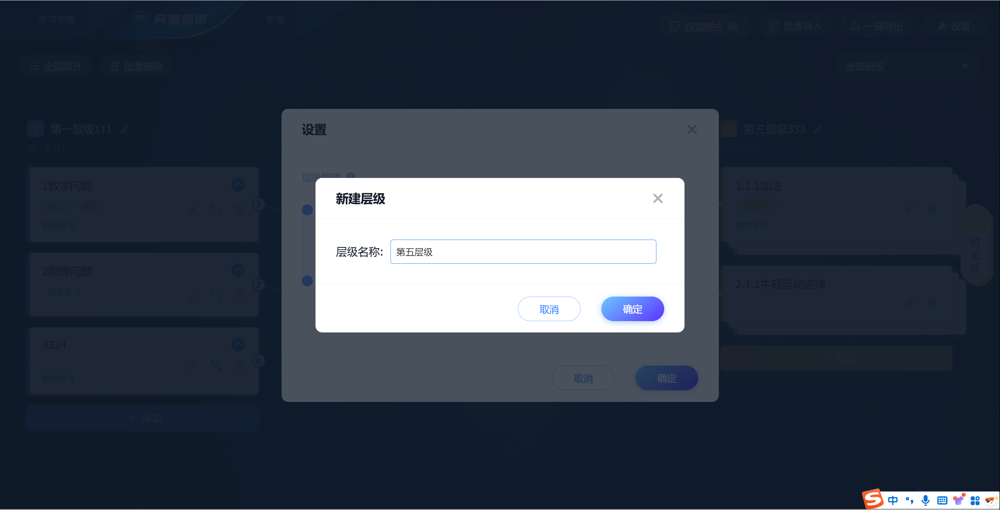 学习地图
问题图谱
地图
探索模式
批量导入
一键导出
设置
全部展开
批量删除
全部班级
第一层级111
第一个111
1数学问题
重点 难点
教师参考
2
2物理问题
深度学习
2
4324
教师参考
0
添加
设置
层级管理
新建层级
层级名称:
第五层级
取消
确定
取消
确定
第三层级333
第三个333
1.1.1加法
课程思政
教师参考
2.1.1牛顿运动定律
添加
讨论区
中